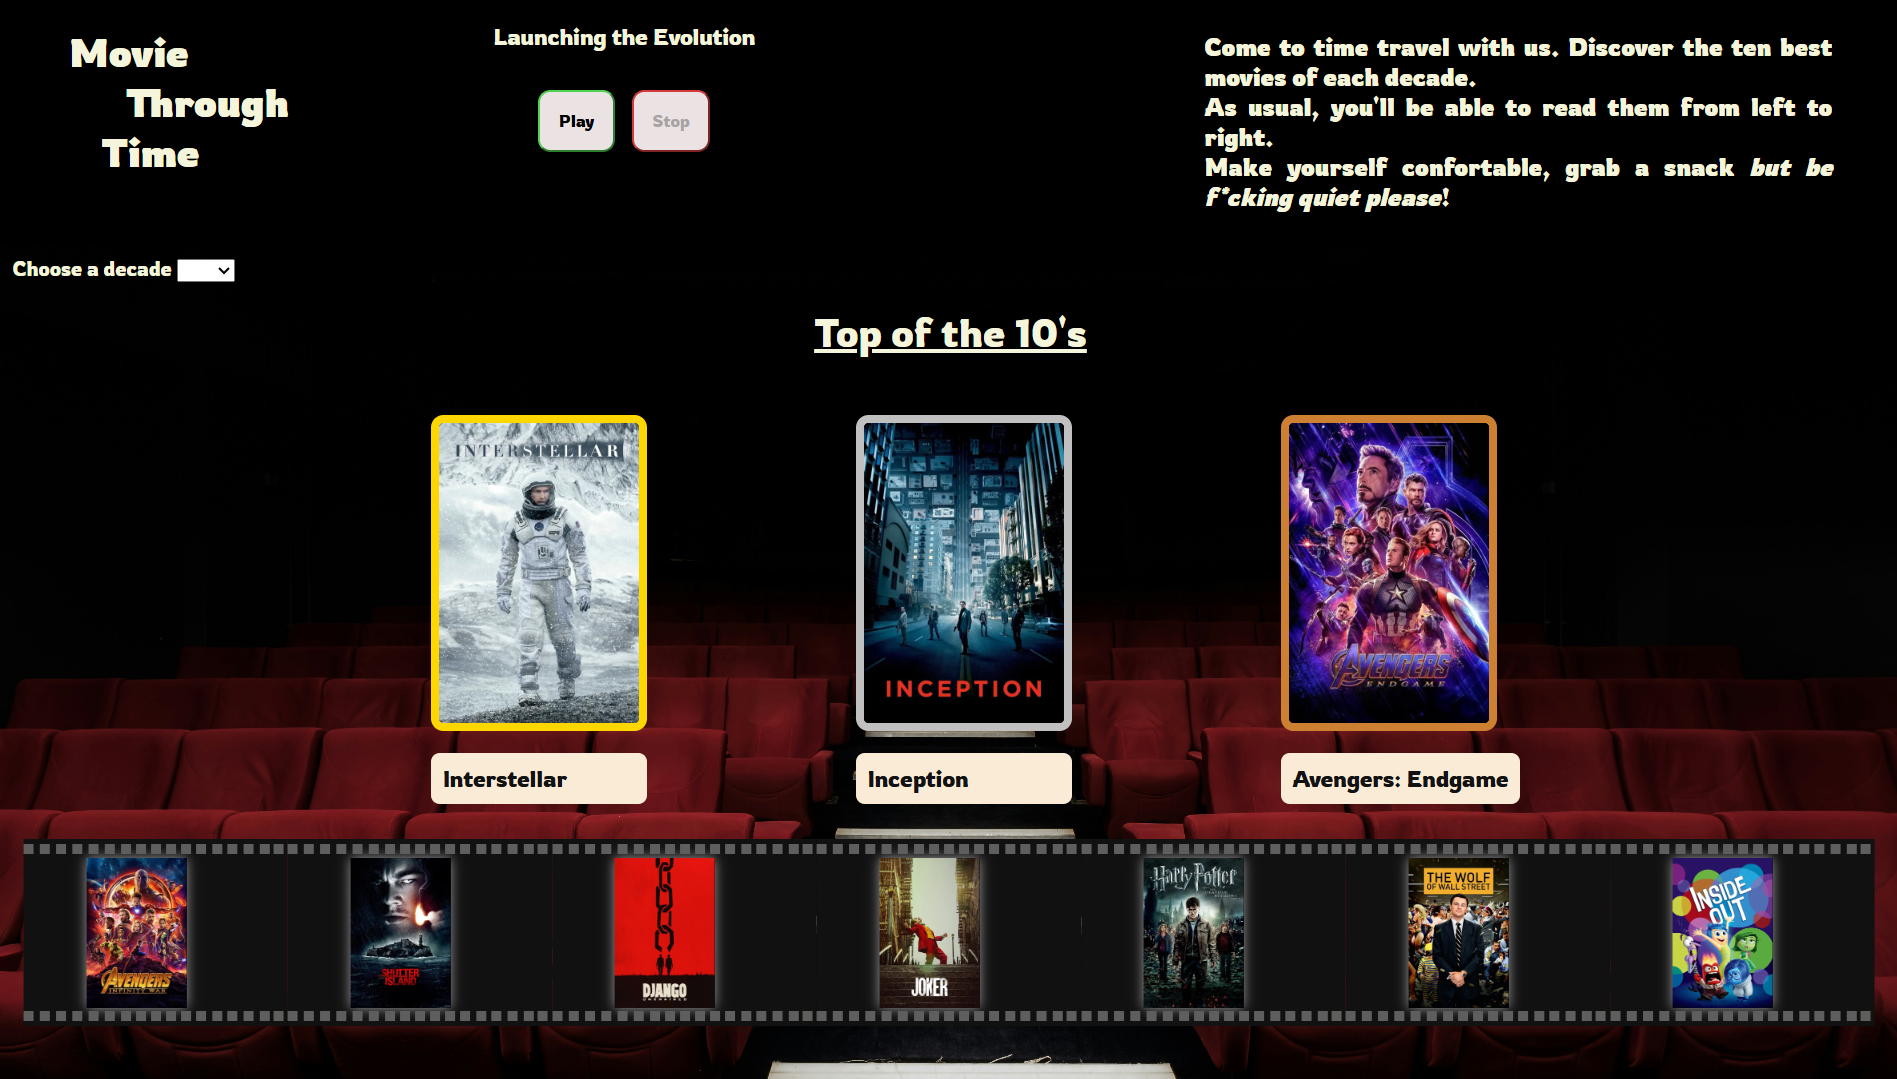 Movie
Through
Time
Launching the Evolution
Play
Stop
Come to time travel with us. Discover the ten best
movies of each decade.
As usual, you'll be able to read them from left to
right.
Make yourself confortable, grab a snack but be
f*cking quiet please!
Choose a decade
Top of the 10's
INTERSTELLAR
INCEPTION
AVENGERS
ENDGAME
Interstellar
Inception
Avengers: Endgame
AVENGERS
INFINITY WAR
SHUTTER
ISLAND
DJANGO
UNCHAINED
JOKER
Harry Potter
THE WOLF
OF WALL STREET
INSIDE
OUT